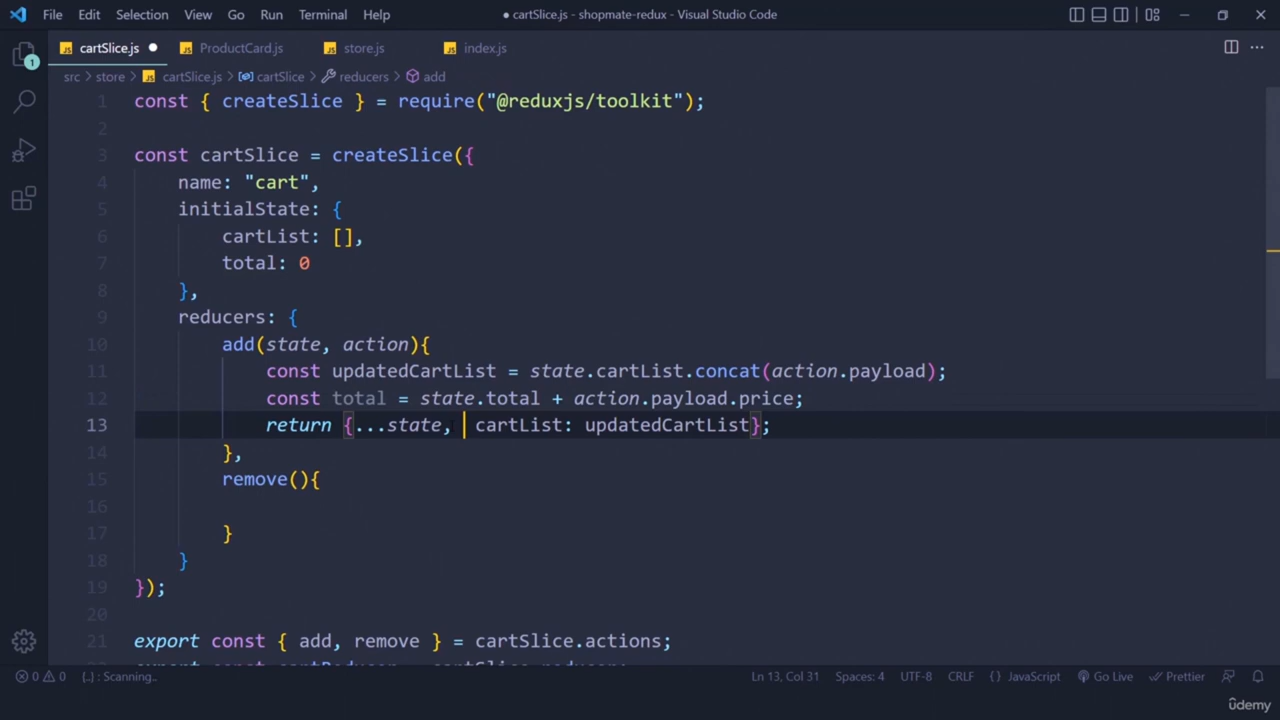 File Edit Selection View Go Run Terminal Help
cartSlice.js - shopmate-redux - Visual Studio Code
cartSlice.js ProductCard.js store.js index.js
src > store > cartSlice.js > cartSlice > reducers > add
1 const { createSlice } = require("@reduxjs/toolkit");
2
3 const cartSlice = createSlice({
4 name: "cart",
5 initialState: {
6 cartList: [],
7 total: 0
8 },
9 reducers: {
10 add(state, action){
11 const updatedCartList = state.cartList.concat(action.payload);
12 const total = state.total + action.payload.price;
13 return {...state, cartList: updatedCartList};
14 },
15 remove(){
16
17 }
18 }
19 });
20
21 export const { add, remove } = cartSlice.actions;
0 0 {..} : Scanning.. Ln 13, Col 31 Spaces: 4 UTF-8 CRLF {} JavaScript Go Live Prettier
1
udemy